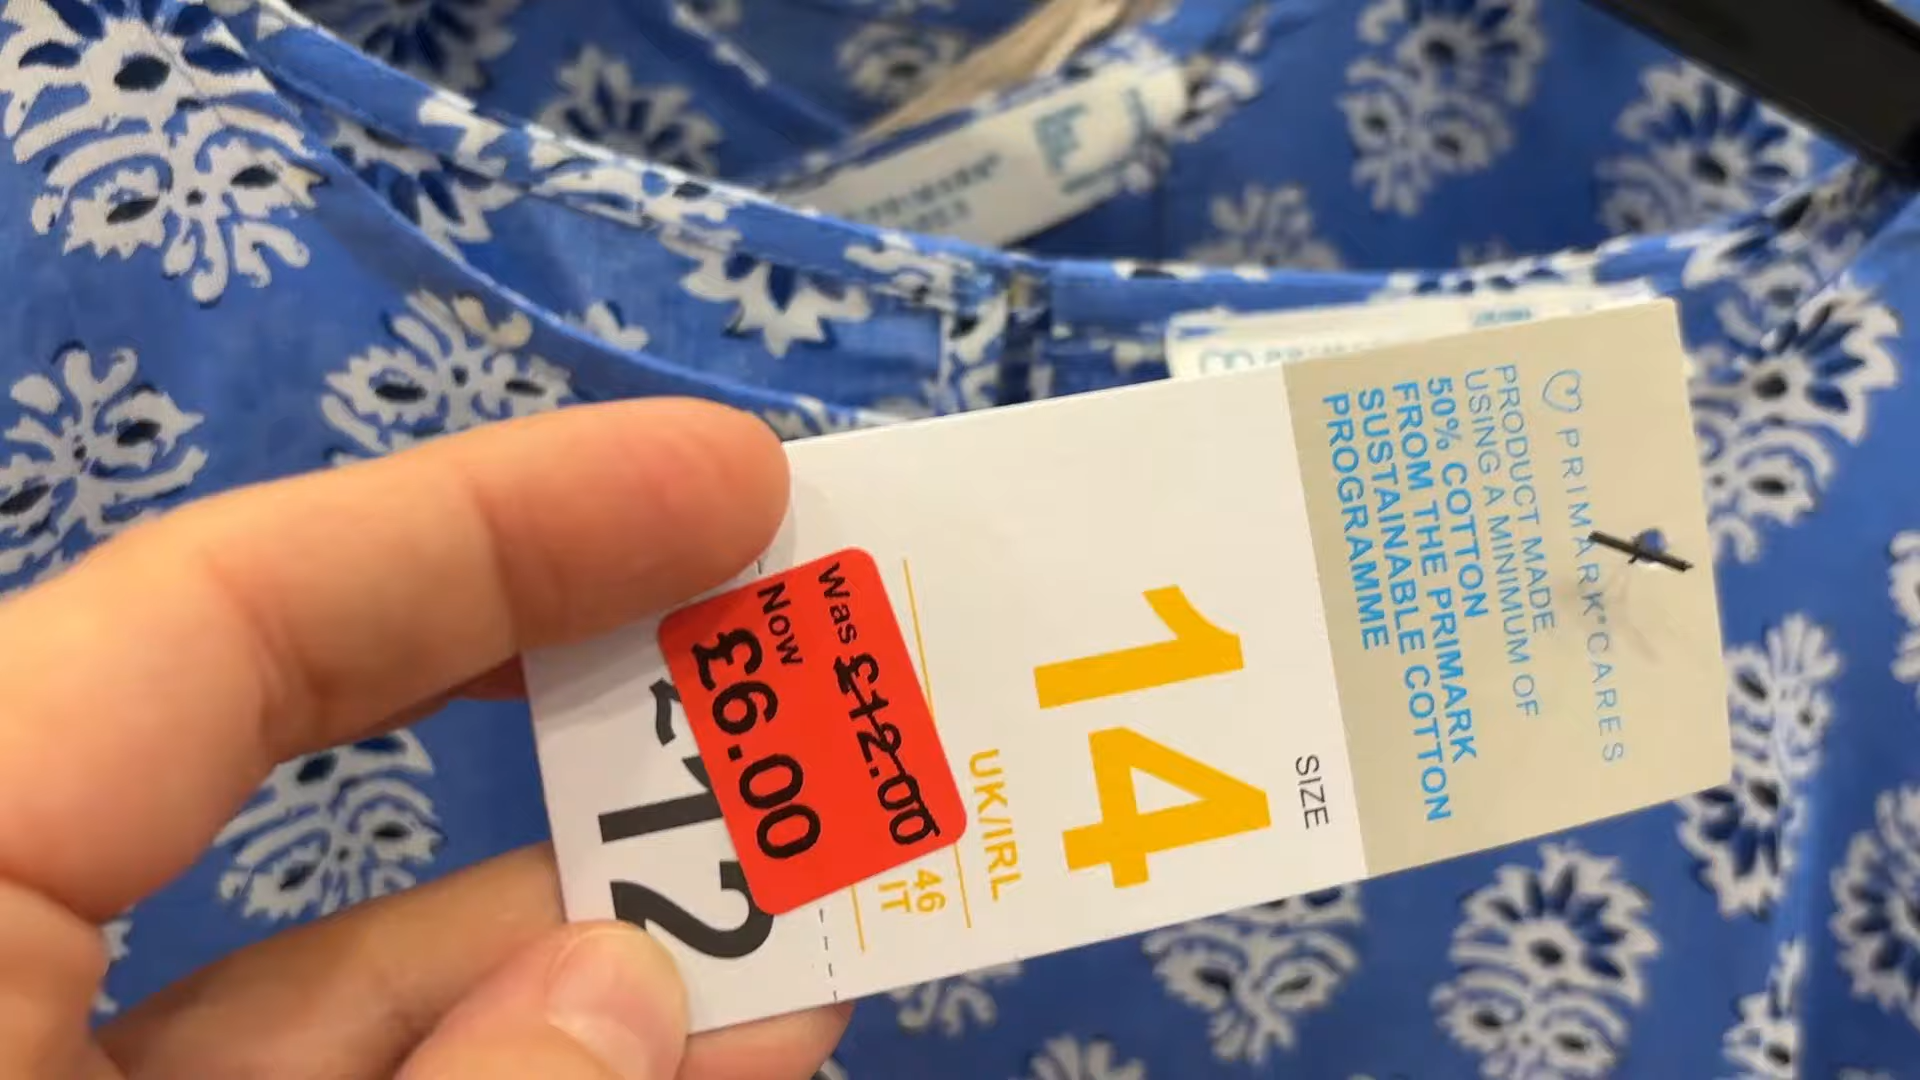 PRIMARK CARES
PRODUCT MADE
USING A MINIMUM OF
50% COTTON
FROM THE PRIMARK
SUSTAINABLE COTTON
PROGRAMME
SIZE
14
UK/IRL
46
IT
Was £12.00
Now
£6.00
£12